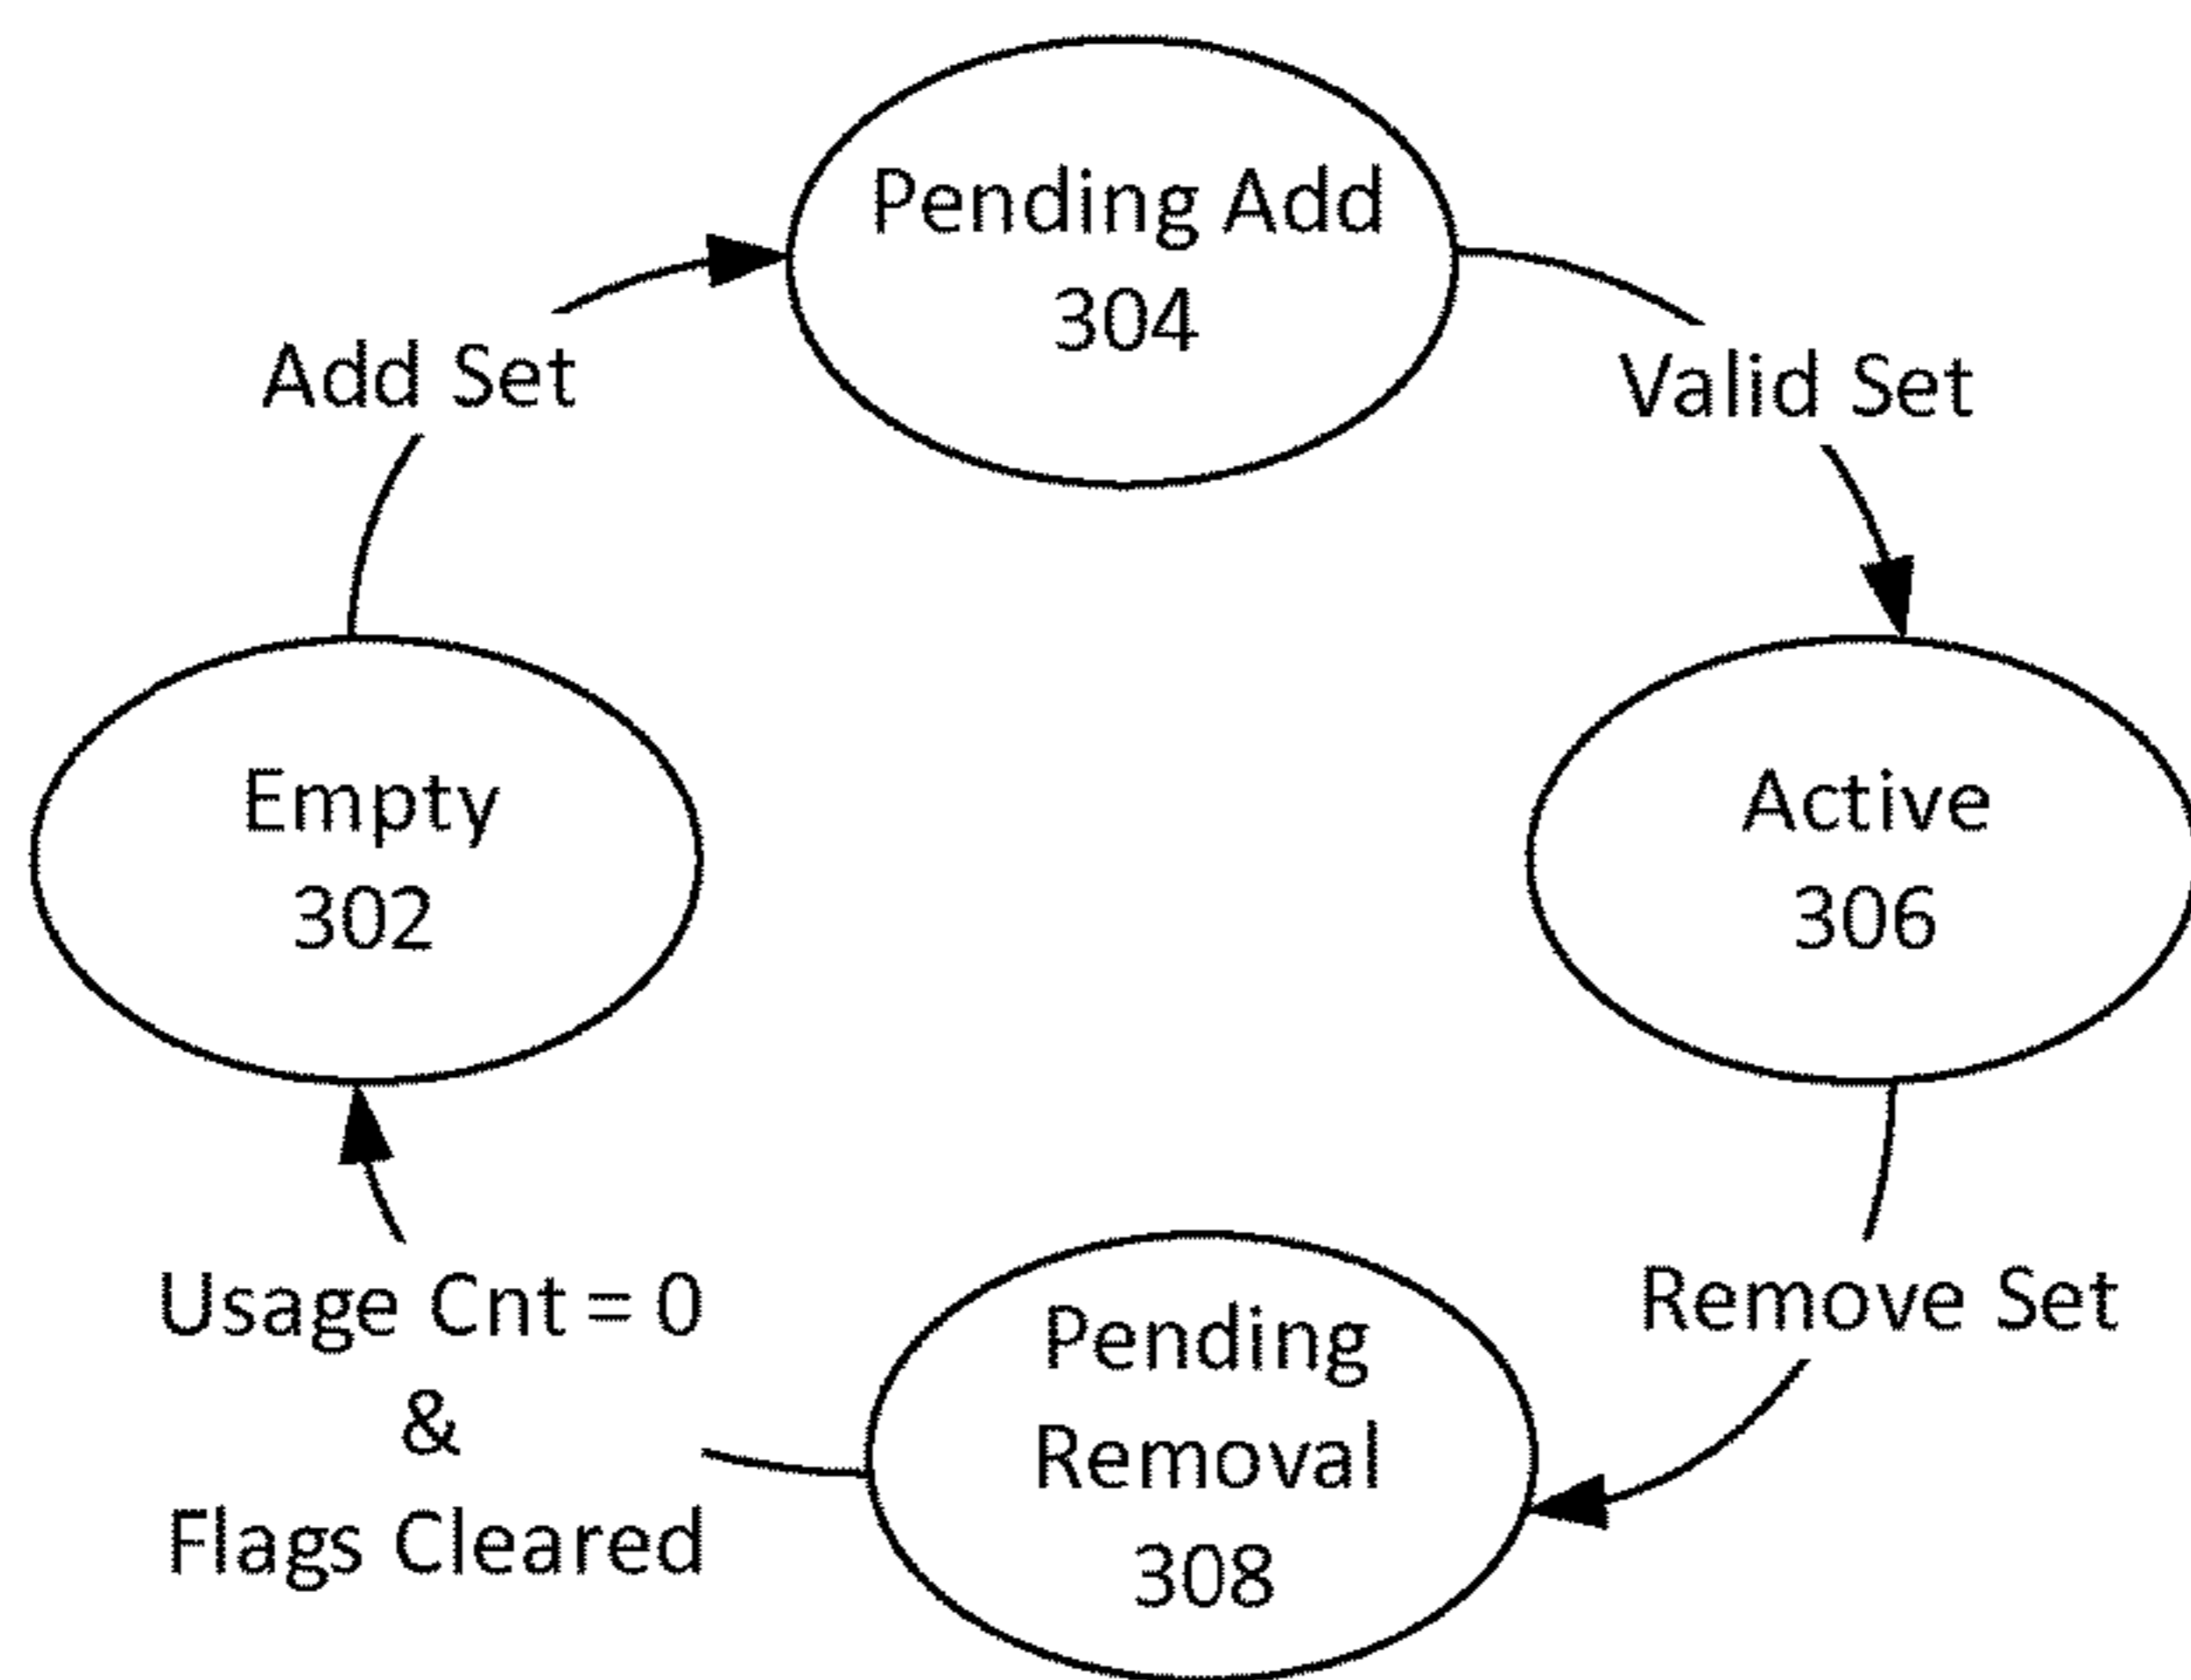 Pending Add
304
Add Set
Valid Set
Empty
302
Active
306
Usage Cnt = 0
&
Flags Cleared
Pending
Removal
308
Remove Set